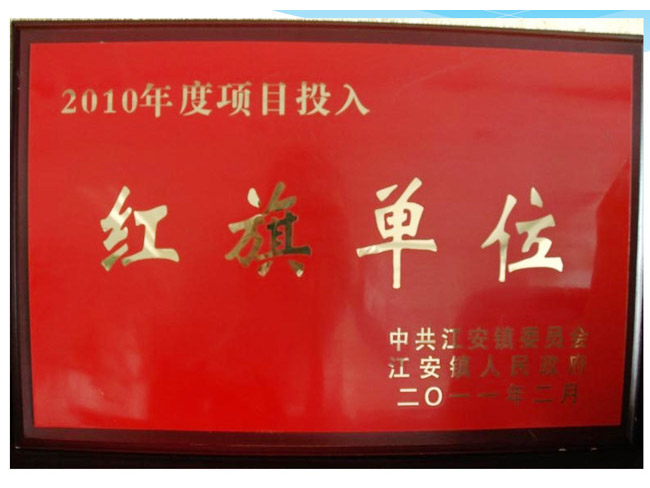 2010年度项目投入
红旗单位
中共江安镇委员会
江安镇人民政府
二〇一一年二月